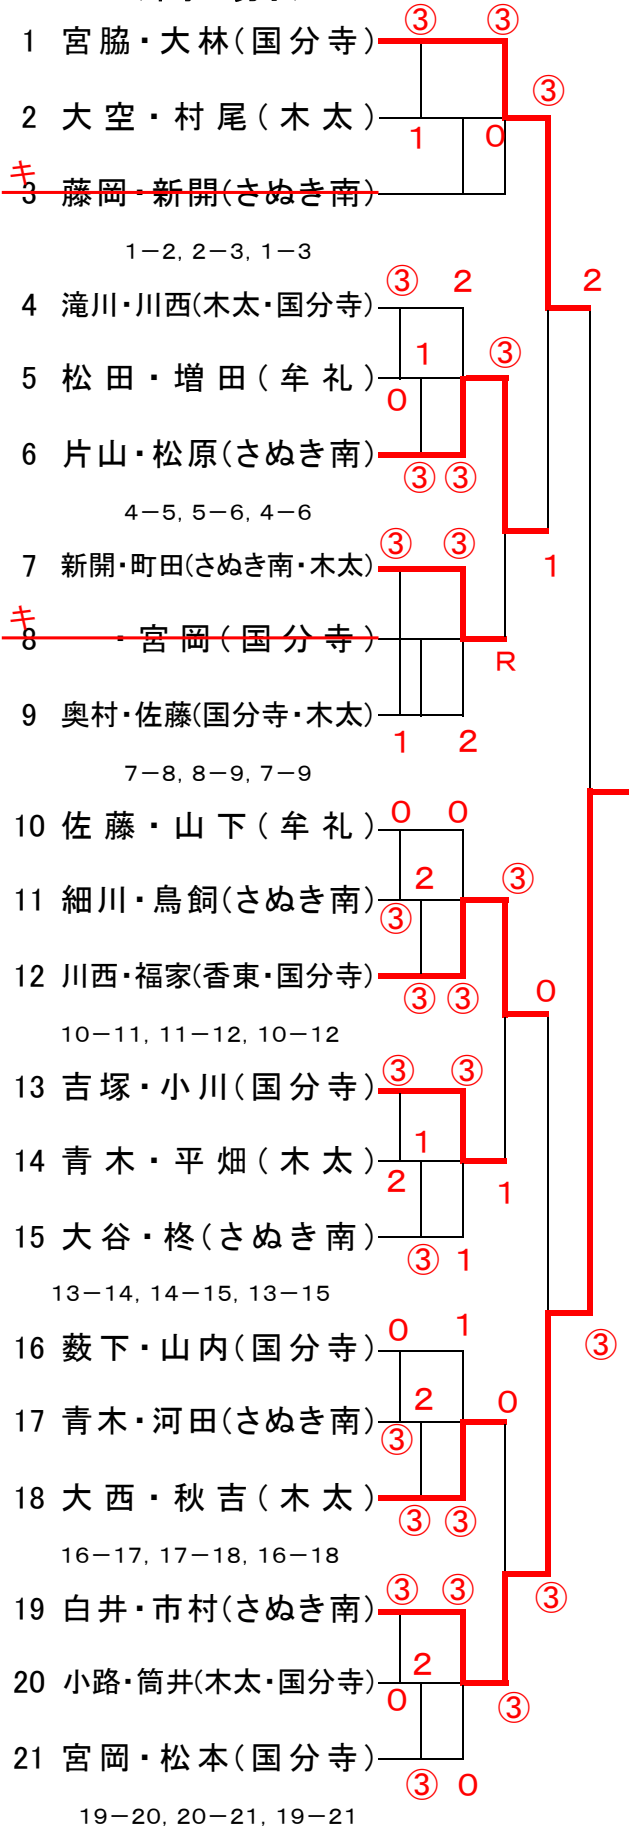 ③ ③
1 宮脇・大林(国分寺)
③
2 大空・村尾(木太)
1 0
キ
3 藤岡・新開(さぬき南)
1－2, 2－3, 1－3
③ 2 2
4 滝川・川西(木太・国分寺)
1 ③
5 松田・増田(牟礼)
0
6 片山・松原(さぬき南)
③ ③
4－5, 5－6, 4－6
③ ③
7 新開・町田(さぬき南・木太)
1
キ
8 ・宮岡(国分寺)
R
9 奥村・佐藤(国分寺・木太)
1 2
7－8, 8－9, 7－9
0 0
10 佐藤・山下(牟礼)
2 ③
11 細川・鳥飼(さぬき南)
③
12 川西・福家(香東・国分寺)
③ ③ 0
10－11, 11－12, 10－12
③ ③
13 吉塚・小川(国分寺)
1
14 青木・平畑(木太)
2 1
15 大谷・柊(さぬき南)
③ 1
13－14, 14－15, 13－15
0 1
16 薮下・山内(国分寺)
③
2 0
17 青木・河田(さぬき南)
③
18 大西・秋吉(木太)
③ ③
16－17, 17－18, 16－18
③ ③ ③
19 白井・市村(さぬき南)
2
20 小路・筒井(木太・国分寺)
0 ③
21 宮岡・松本(国分寺)
③ 0
19－20, 20－21, 19－21